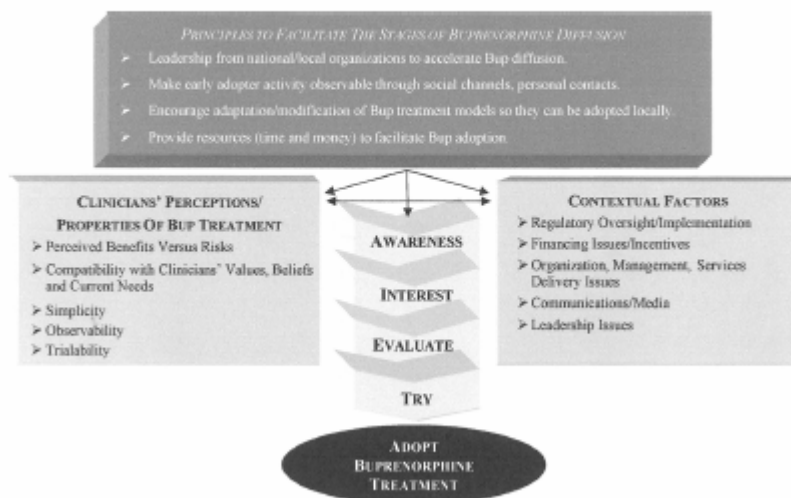 PRINCIPLES TO FACILITATE THE STAGES OF BUPRENORPHINE DIFFUSION
➢ Leadership from national/local organizations to accelerate Bup diffusion.
➢ Make early adopter activity observable through social channels, personal contacts.
➢ Encourage adaptation/modification of Bup treatment models so they can be adopted locally.
➢ Provide resources (time and money) to facilitate Bup adoption.
CLINICIANS' PERCEPTIONS/
PROPERTIES OF BUP TREATMENT
➢ Perceived Benefits Versus Risks
➢ Compatibility with Clinicians' Values, Beliefs
and Current Needs
➢ Simplicity
➢ Observability
➢ Trialability
AWARENESS
INTEREST
EVALUATE
TRY
CONTEXTUAL FACTORS
➢ Regulatory Oversight/Implementation
➢ Financing Issues/Incentives
➢ Organization, Management, Services
Delivery Issues
➢ Communications/Media
➢ Leadership Issues
ADOPT
BUPRENORPHINE
TREATMENT